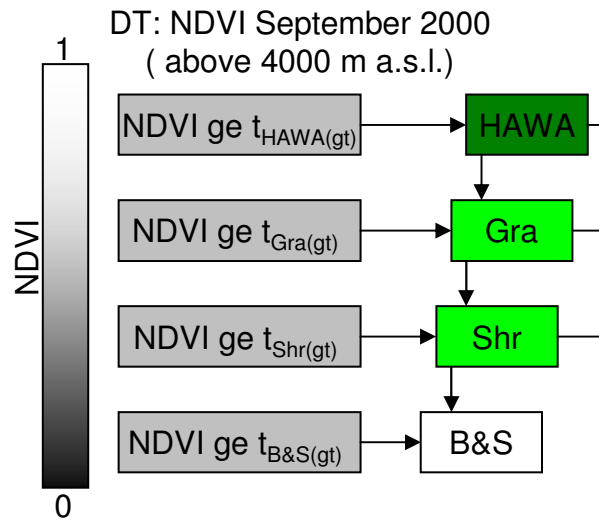 DT: NDVI September 2000
( above 4000 m a.s.l.)
1
NDVI
0
NDVI ge tHAWA(gt)
HAWA
NDVI ge tGra(gt)
Gra
NDVI ge tShr(gt)
Shr
NDVI ge tB&S(gt)
B&S